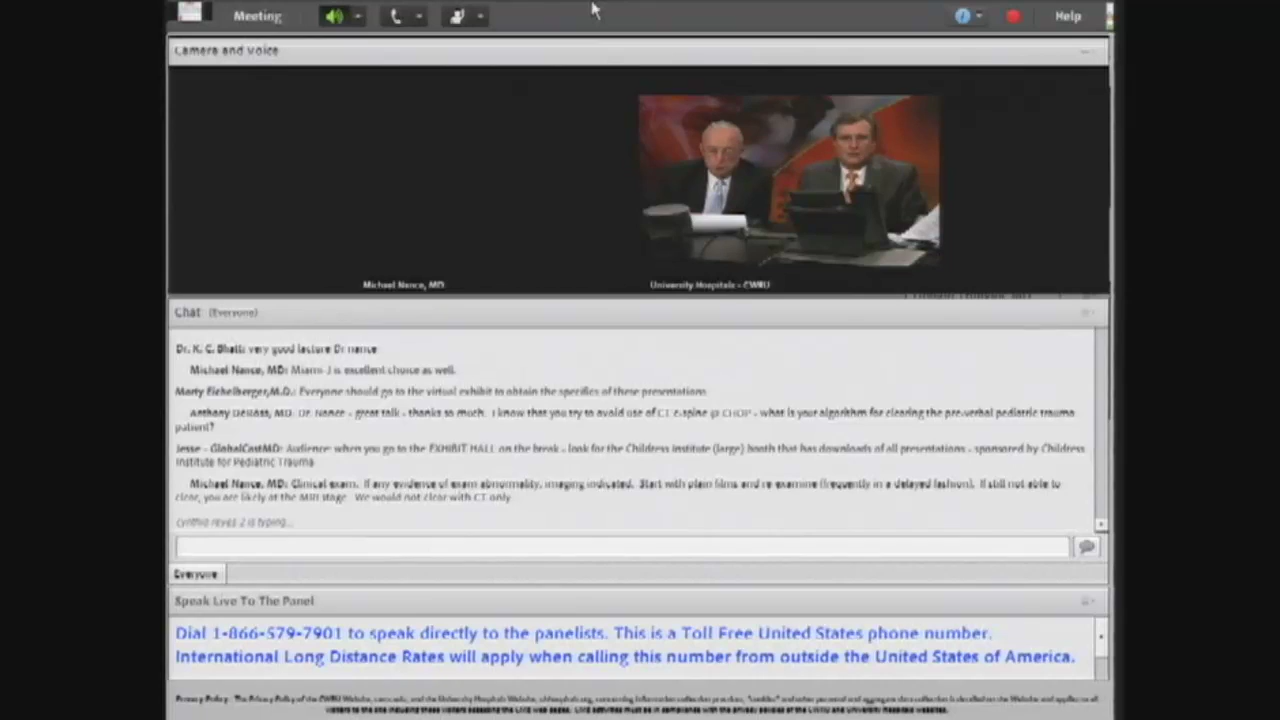 Meeting
Help
Camera and Voice
Michael Nance, MD
University Hospitals - CWRU
Chat (Everyone)
Dr. K. C. Bhatt: very good lecture Dr nance
Michael Nance, MD: Miami-J is excellent choice as well.
Marty Eichelberger,M.D.: Everyone should go to the virtual exhibit to obtain the specifics of these presentations
Anthony DeRoss, MD: Dr. Nance - great talk - thanks so much. I know that you try to avoid use of CT c-spine @ CHOP - what is your algorithm for clearing the pre-verbal pediatric trauma
patient?
Jesse - GlobalCastMD: Audience: when you go to the EXHIBIT HALL on the break - look for the Childress Institute (large) booth that has downloads of all presentations - sponsored by Childress
Institute for Pediatric Trauma
Michael Nance, MD: Clinical exam. If any evidence of exam abnormality, imaging indicated. Start with plain films and re-examine (frequently in a delayed fashion). If still not able to
clear, you are likely at the MRI stage. We would not clear with CT only
cynthia reyes 2 is typing...
Everyone
Speak Live To The Panel
Dial 1-866-579-7901 to speak directly to the panelists. This is a Toll Free United States phone number.
International Long Distance Rates will apply when calling this number from outside the United States of America.